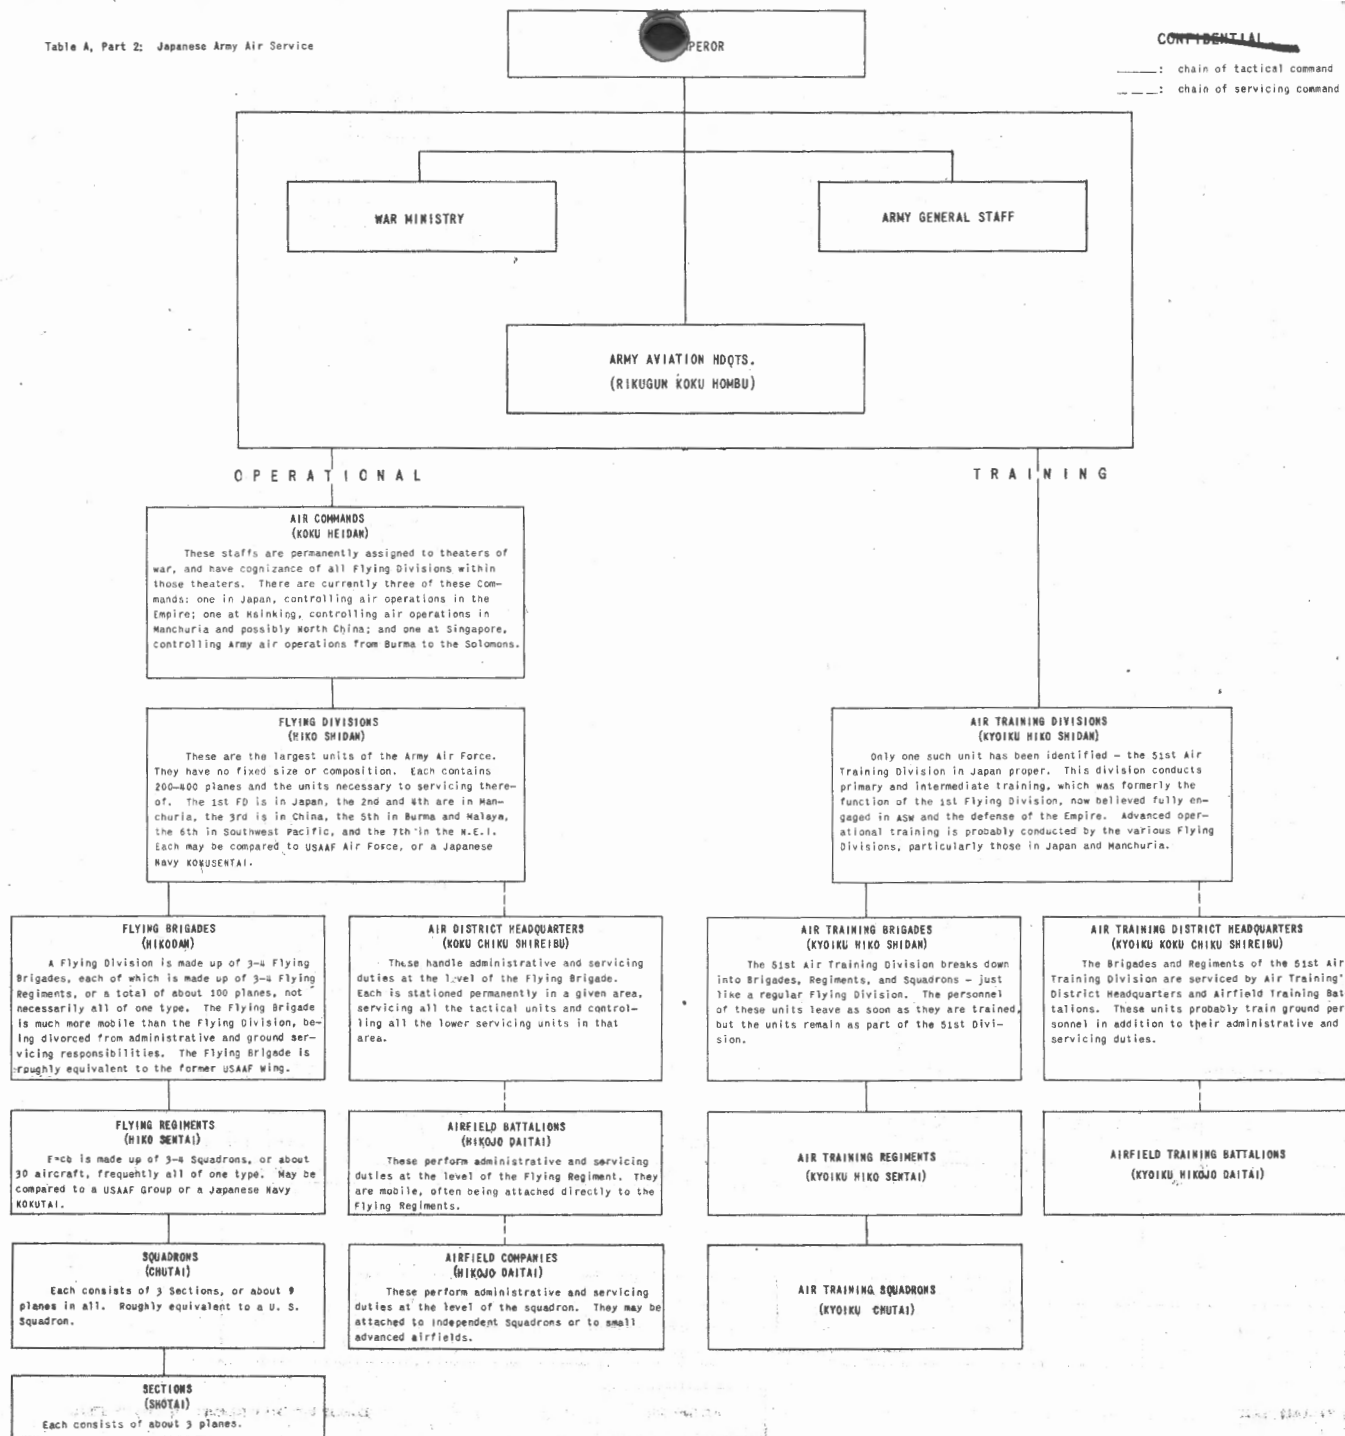 Table A, Part 2: Japanese Army Air Service
PEROR
CONFIDENTIAL
: chain of tactical command
: chain of servicing command
WAR MINISTRY
ARMY GENERAL STAFF
ARMY AVIATION HDQTS.
(RIKUGUN KOKU HOMBU)
OPERATIONAL
TRAINING
AIR COMMANDS
(KOKU HEIDAN)
These staffs are permanently assigned to theaters of
war, and have cognizance of all Flying Divisions within
those theaters. There are currently three of these Com-
mands: one in Japan, controlling air operations in the
Empire; one at Hsinking, controlling air operations in
Manchuria and possibly North China; and one at Singapore,
controlling Army air operations from Burma to the Solomons.
FLYING DIVISIONS
(HIKO SHIDAN)
These are the largest units of the Army Air Force.
They have no fixed size or composition. Each contains
200-400 planes and the units necessary to servicing there-
of. The 1st FD is in Japan, the 2nd and 4th are in Man-
churia, the 3rd is in China, the 5th in Burma and Malaya,
the 6th in Southwest Pacific, and the 7th in the N.E.I.
Each may be compared to USAAF Air Force, or a Japanese
Navy KOKUSENTAI.
AIR TRAINING DIVISIONS
(KYOIKU HIKO SHIDAN)
Only one such unit has been identified - the 51st Air
Training Division in Japan proper. This division conducts
primary and intermediate training, which was formerly the
function of the 1st Flying Division, now believed fully en-
gaged in ASW and the defense of the Empire. Advanced oper-
ational training is probably conducted by the various Flying
Divisions, particularly those in Japan and Manchuria.
FLYING BRIGADES
(HIKODAN)
A Flying Division is made up of 3-4 Flying
Brigades, each of which is made up of 3-4 Flying
Regiments, or a total of about 100 planes, not
necessarily all of one type. The Flying Brigade
is much more mobile than the Flying Division, be-
ing divorced from administrative and ground ser-
vicing responsibilities. The Flying Brigade is
roughly equivalent to the former USAAF Wing.
AIR DISTRICT HEADQUARTERS
(KOKU CHIKU SHIREIBU)
These handle administrative and servicing
duties at the level of the Flying Brigade.
Each is stationed permanently in a given area,
servicing all the tactical units and control-
ling all the lower servicing units in that
area.
AIR TRAINING BRIGADES
(KYOIKU HIKO SHIDAN)
The 51st Air Training Division breaks down
into Brigades, Regiments, and Squadrons - just
like a regular Flying Division. The personnel
of these units leave as soon as they are trained,
but the units remain as part of the 51st Divi-
sion.
AIR TRAINING DISTRICT HEADQUARTERS
(KYOIKU KOKU CHIKU SHIREIBU)
The Brigades and Regiments of the 51st Air
Training Division are serviced by Air Training
District Headquarters and Airfield Training Bat
talions. These units probably train ground per
sonnel in addition to their administrative and
servicing duties.
FLYING REGIMENTS
(HIKO SENTAI)
Each is made up of 3-4 Squadrons, or about
30 aircraft, frequently all of one type. May be
compared to a USAAF Group or a Japanese Navy
KOKUTAI.
AIRFIELD BATTALIONS
(HIKOJO DAITAI)
These perform administrative and servicing
duties at the level of the Flying Regiment. They
are mobile, often being attached directly to the
Flying Regiments.
AIR TRAINING REGIMENTS
(KYOIKU HIKO SENTAI)
AIRFIELD TRAINING BATTALIONS
(KYOIKU HIKOJO DAITAI)
SQUADRONS
(CHUTAI)
Each consists of 3 Sections, or about 9
planes in all. Roughly equivalent to a U. S.
Squadron.
AIRFIELD COMPANIES
(HIKOJO DAITAI)
These perform administrative and servicing
duties at the level of the squadron. They may be
attached to Independent Squadrons or to small
advanced airfields.
AIR TRAINING SQUADRONS
(KYOIKU CHUTAI)
SECTIONS
(SHOTAI)
Each consists of about 3 planes.